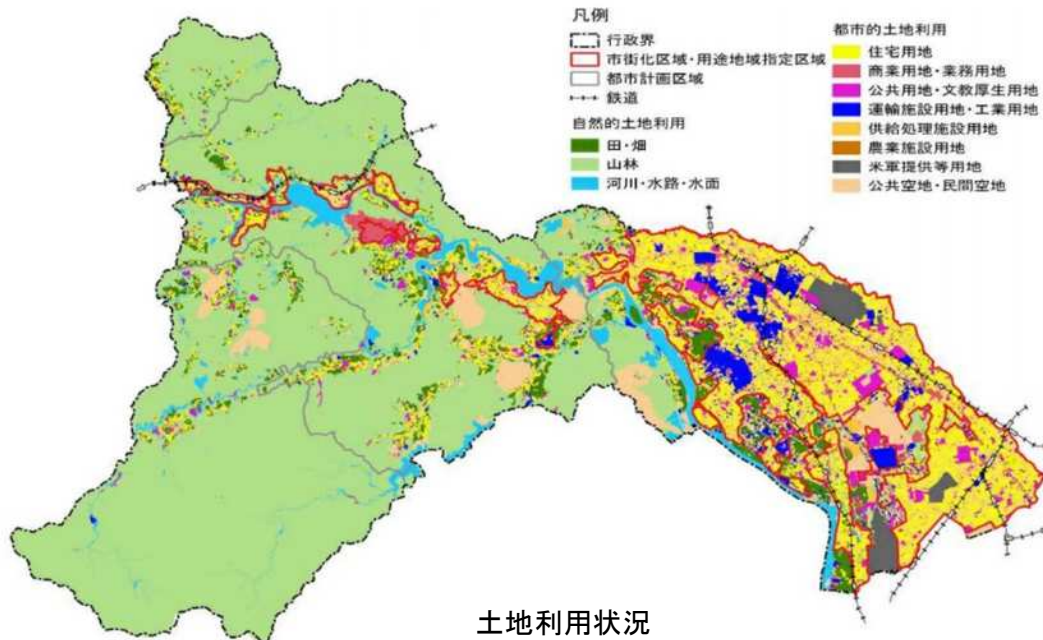 凡例
行政界
市街化区域・用途地域指定区域
都市計画区域
鉄道
自然的土地利用
田・畑
山林
河川・水路・水面
都市的土地利用
住宅用地
商業用地・業務用地
公共用地・文教厚生用地
運輸施設用地・工業用地
供給処理施設用地
農業施設用地
米軍提供等用地
公共空地・民間空地
土地利用状況